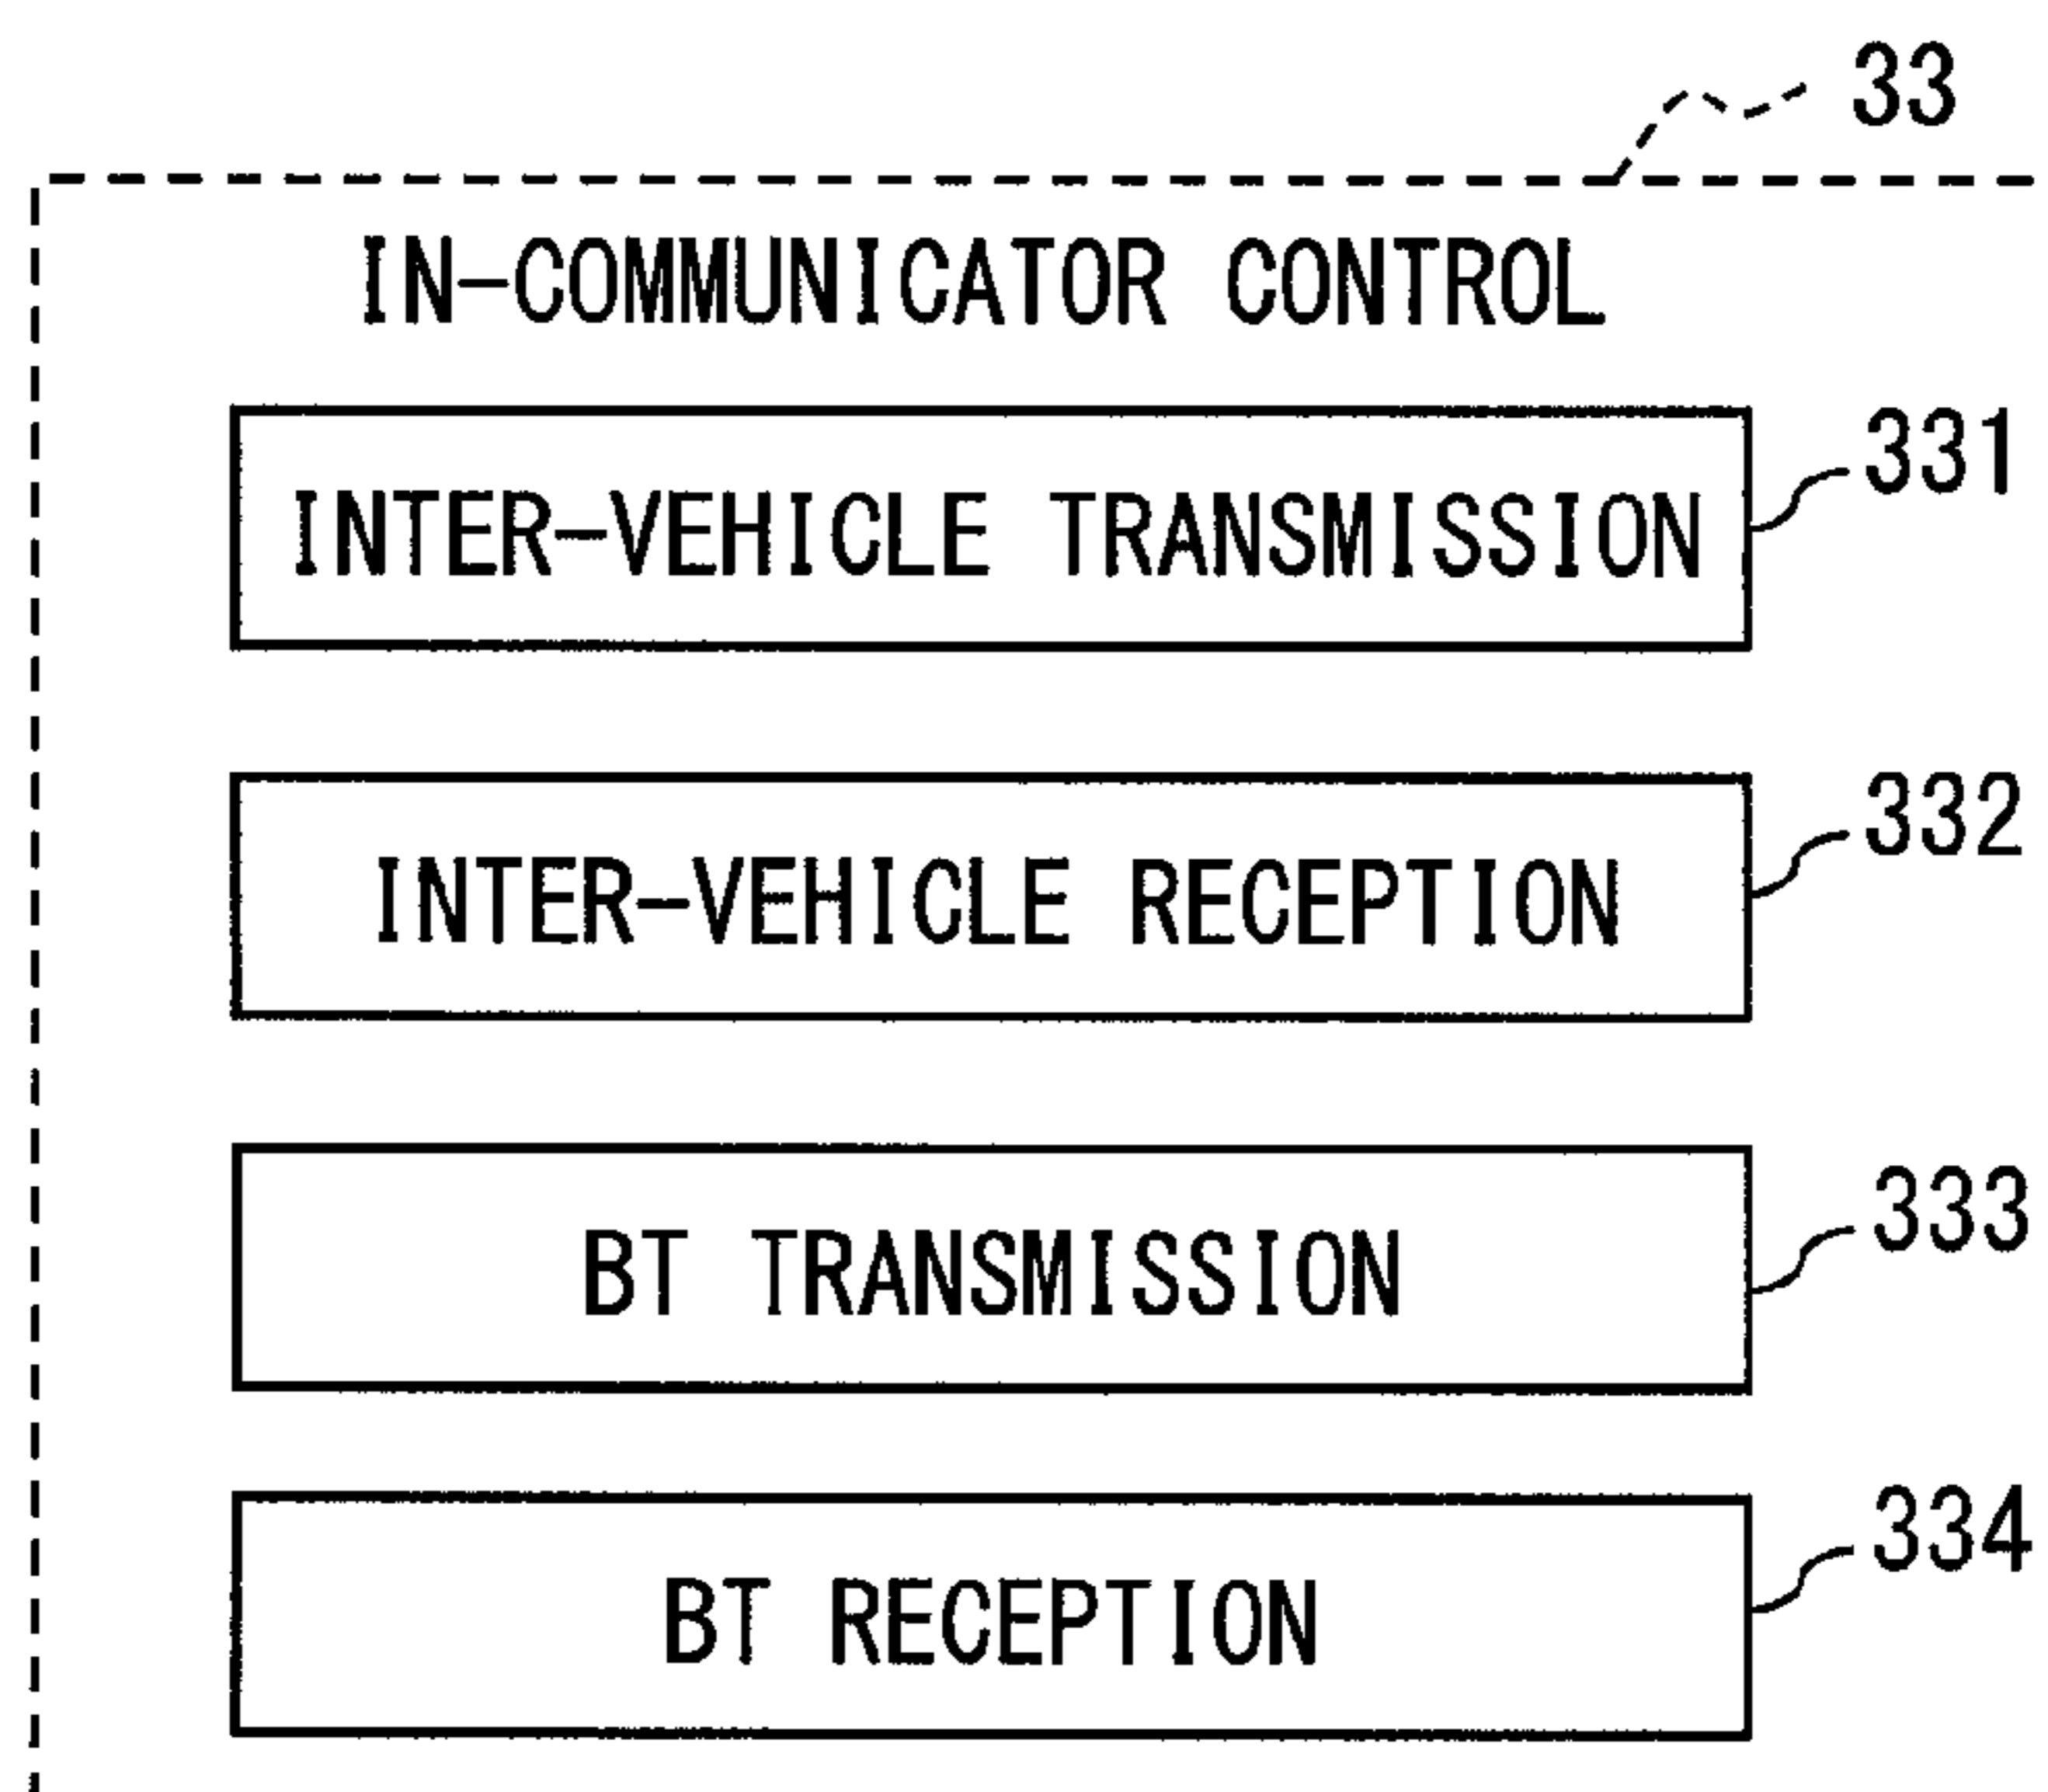 33
IN-COMMUNICATOR CONTROL
331
INTER-VEHICLE TRANSMISSION
332
INTER-VEHICLE RECEPTION
333
BT TRANSMISSION
334
BT RECEPTION